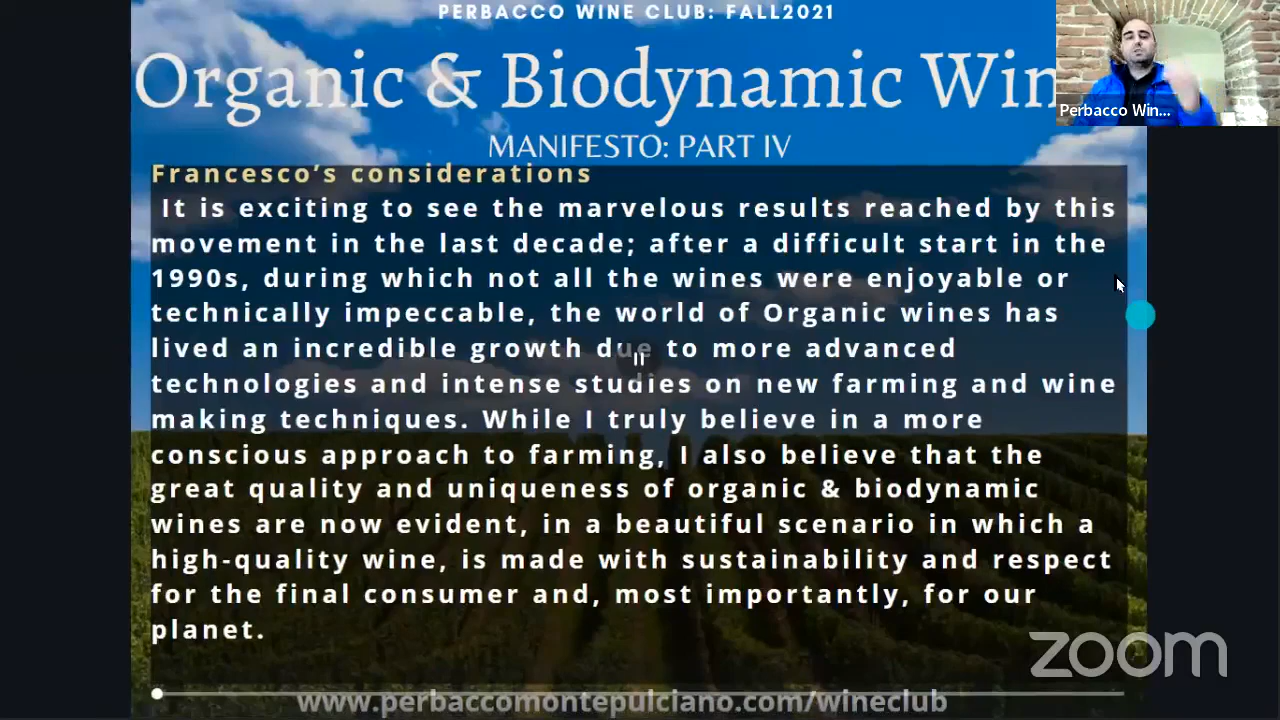 PERBACCO WINE CLUB: FALL2021
Organic & Biodynamic Win
Perbacco Win...
MANIFESTO: PART IV
Francesco's considerations
It is exciting to see the marvelous results reached by this
movement in the last decade; after a difficult start in the
1990s, during which not all the wines were enjoyable or
technically impeccable, the world of Organic wines has
lived an incredible growth due to more advanced
technologies and intense studies on new farming and wine
making techniques. While I truly believe in a more
conscious approach to farming, I also believe that the
great quality and uniqueness of organic & biodynamic
wines are now evident, in a beautiful scenario in which a
high-quality wine, is made with sustainability and respect
for the final consumer and, most importantly, for our
planet.
zoom
www.perbaccomontepulciano.com/wineclub